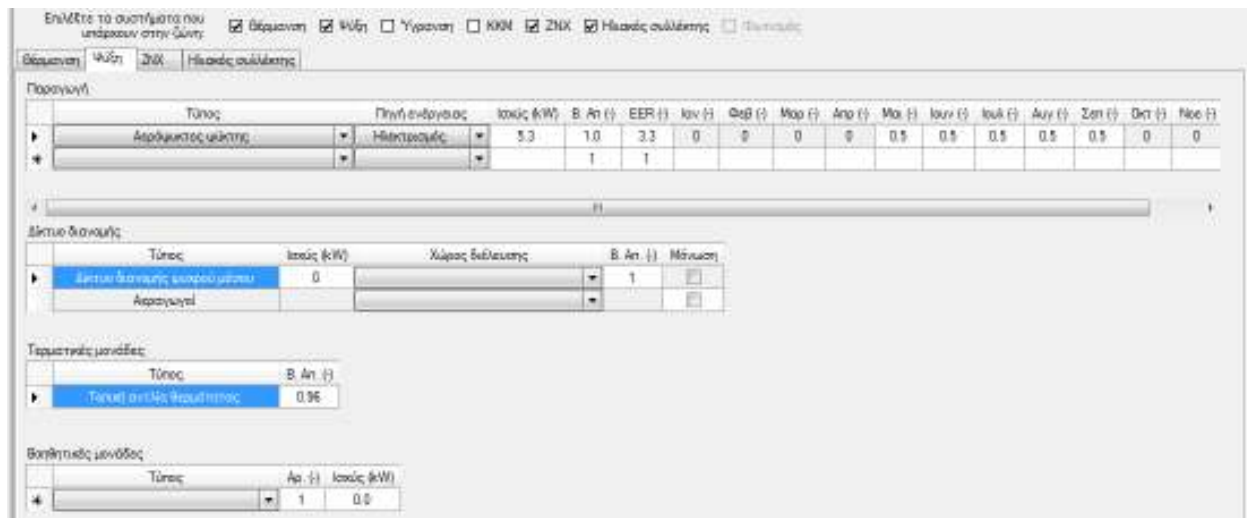 Επιλέξτε τα συστήματα που
υπάρχουν στην ζώνη:
Θέρμανση Ψύξη Ύγρανση ΚΚΜ ΖΝΧ Ηλιακός συλλέκτης Φωτισμός
Θέρμανση Ψύξη ΖΝΧ Ηλιακός συλλέκτης
Παραγωγή
Τύπος Πηγή ενέργειας Ισχύς (kW) Β. Απ (-) EER (-) Ιαν (-) Φεβ (-) Μαρ (-) Απρ (-) Μαι (-) Ιουν (-) Ιουλ (-) Αυγ (-) Σεπ (-) Οκτ (-) Νοε (-)
Αερόψυκτος ψύκτης Ηλεκτρισμός 5.3 1.0 3.3 0 0 0 0 0.5 0.5 0.5 0.5 0.5 0 0
1 1
Δίκτυο διανομής
Τύπος Ισχύς (kW) Χώρος διέλευσης Β. Απ. (-) Μόνωση
Δίκτυο διανομής ψυχρού μέσου 0 1
Αεραγωγοί
Τερματικές μονάδες
Τύπος Β. Απ. (-)
Τοπική αντλία θερμότητας 0.96
Βοηθητικές μονάδες
Τύπος Αρ. (-) Ισχύς (kW)
1 0.0